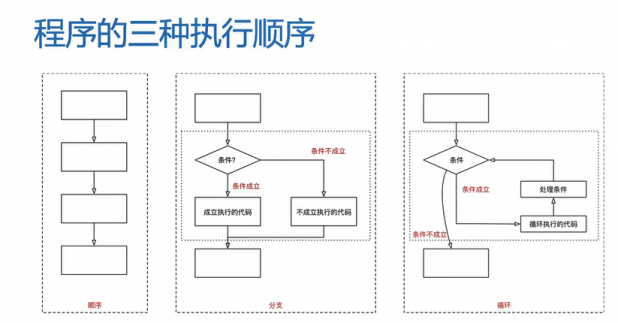 程序的三种执行顺序
顺序
条件?
条件不成立
条件成立
成立执行的代码
不成立执行的代码
分支
条件
条件成立
处理条件
循环执行的代码
条件不成立
循环